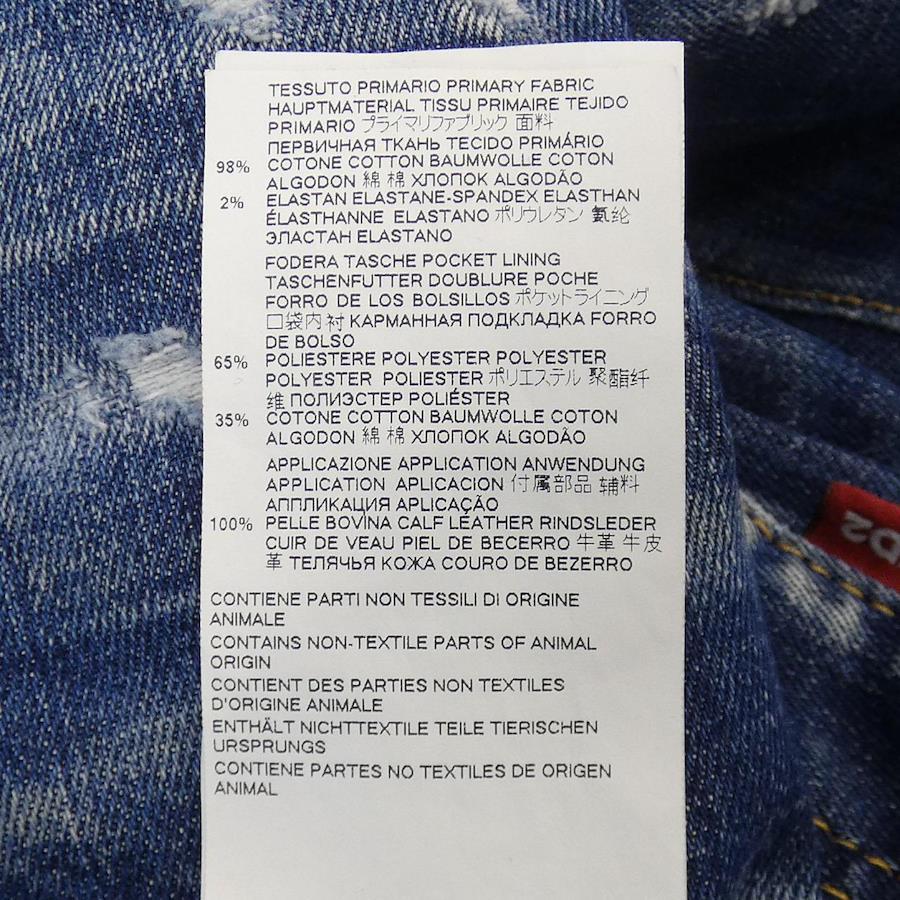 TESSUTO PRIMARIO PRIMARY FABRIC
HAUPTMATERIAL TISSU PRIMAIRE TEJIDO
PRIMARIO プライマリファブリック 面料
ПЕРВИЧНАЯ ТКАНЬ TECIDO PRIMÁRIO
98% COTONE COTTON BAUMWOLLE COTON
ALGODON 綿 棉 ХЛОПОК ALGODÃO
2% ELASTAN ELASTANE-SPANDEX ELASTHAN
ÉLASTHANNE ELASTANO ポリウレタン 氨纶
ЭЛАСТАН ELASTANO
FODERA TASCHE POCKET LINING
TASCHENFUTTER DOUBLURE POCHE
FORRO DE LOS BOLSILLOS ポケットライニング
口袋内衬 КАРМАННАЯ ПОДКЛАДКА FORRO
DE BOLSO
65% POLIESTERE POLYESTER POLYESTER
POLYESTER POLIESTER ポリエステル 聚酯纤
维 ПОЛИЭСТЕР POLIÉSTER
35% COTONE COTTON BAUMWOLLE COTON
ALGODON 綿 棉 ХЛОПОК ALGODÃO
APPLICAZIONE APPLICATION ANWENDUNG
APPLICATION APLICACION 付属部品 辅料
АППЛИКАЦИЯ APLICAÇÃO
100% PELLE BOVINA CALF LEATHER RINDSLEDER
CUIR DE VEAU PIEL DE BECERRO 牛革 牛皮
革 ТЕЛЯЧЬЯ КОЖА COURO DE BEZERRO
CONTIENE PARTI NON TESSILI DI ORIGINE
ANIMALE
CONTAINS NON-TEXTILE PARTS OF ANIMAL
ORIGIN
CONTIENT DES PARTIES NON TEXTILES
D'ORIGINE ANIMALE
ENTHÄLT NICHTTEXTILE TEILE TIERISCHEN
URSPRUNGS
CONTIENE PARTES NO TEXTILES DE ORIGEN
ANIMAL
D2